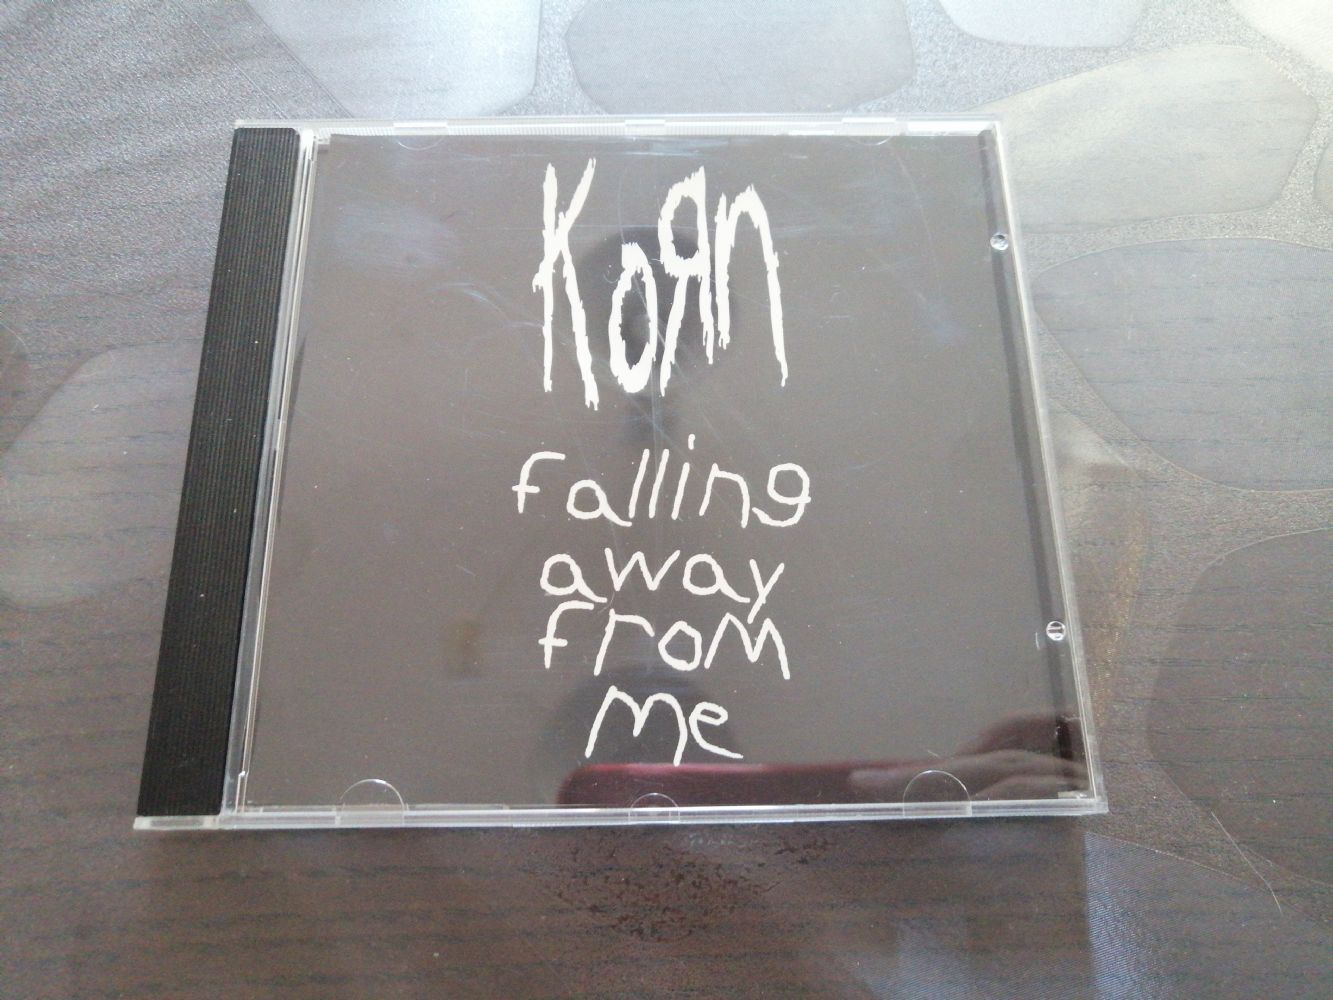 KoЯn
falling
away
from
me